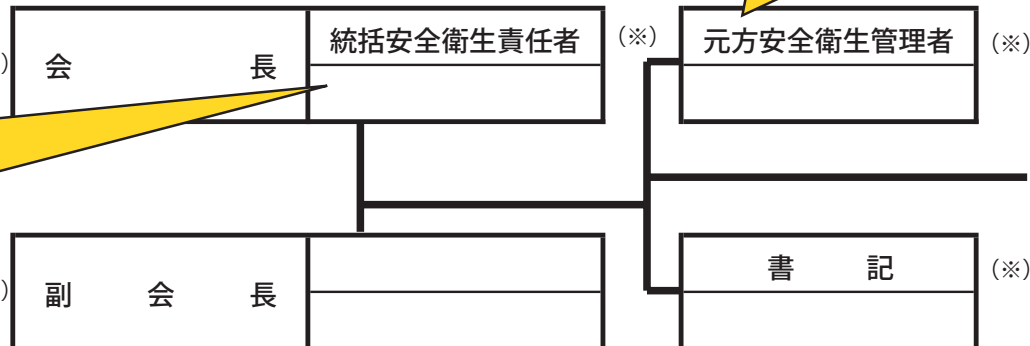 ) 会 長 統括安全衛生責任者 (※) 元方安全衛生管理者 (※)
) 副 会 長 書 記 (※)